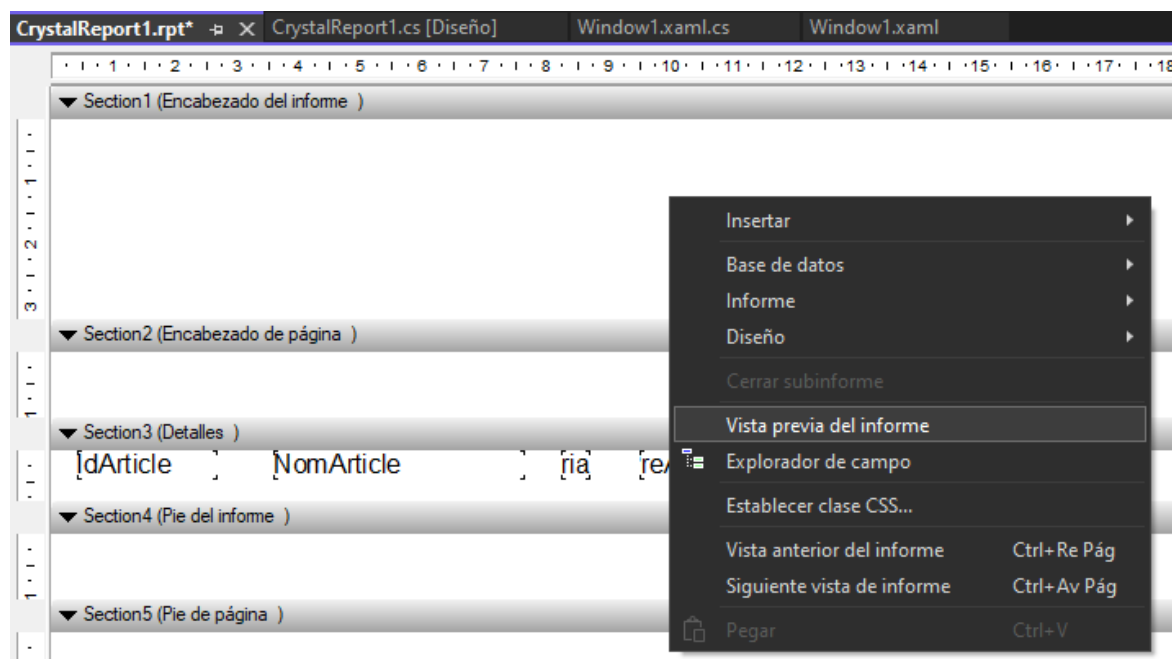 CrystalReport1.rpt* CrystalReport1.cs [Diseño] Window1.xaml.cs Window1.xaml
1 2 3 4 5 6 7 8 9 10 11 12 13 14 15 16 17 18
Section1 (Encabezado del informe )
1
2
3
Section2 (Encabezado de página )
1
Section3 (Detalles )
IdArticle NomArticle ria re
Section4 (Pie del informe )
1
Section5 (Pie de página )
Insertar
Base de datos
Informe
Diseño
Cerrar subinforme
Vista previa del informe
Explorador de campo
Establecer clase CSS...
Vista anterior del informe Ctrl+Re Pág
Siguiente vista de informe Ctrl+Av Pág
Pegar Ctrl+V